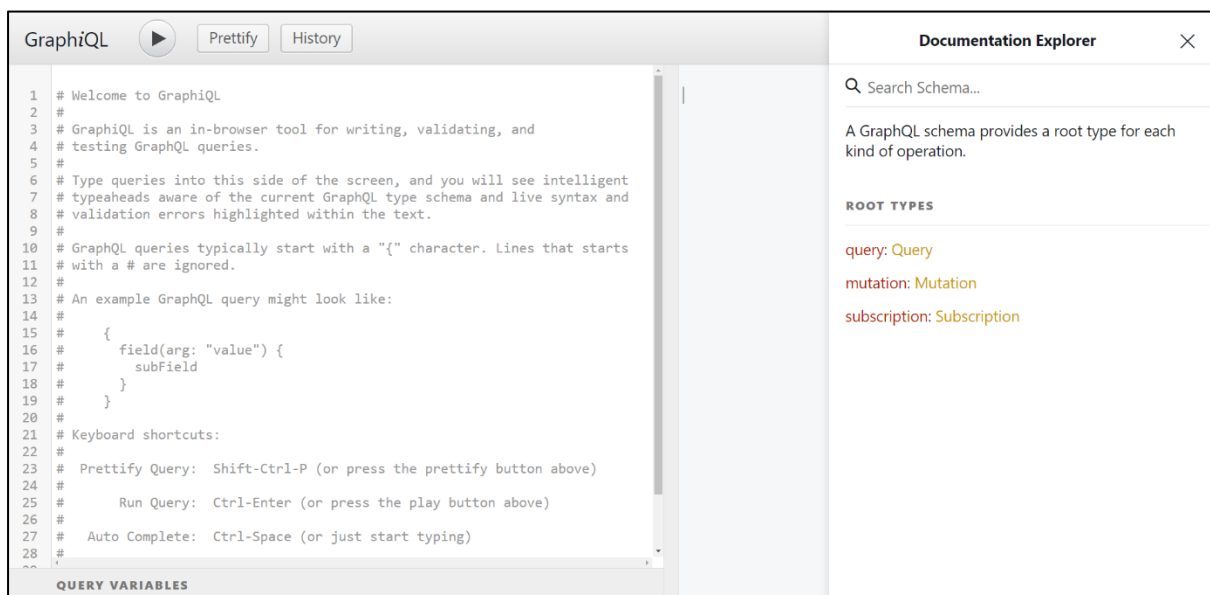 GraphiQL
Prettify
History
1 # Welcome to GraphiQL
2 #
3 # GraphiQL is an in-browser tool for writing, validating, and
4 # testing GraphQL queries.
5 #
6 # Type queries into this side of the screen, and you will see intelligent
7 # typeaheads aware of the current GraphQL type schema and live syntax and
8 # validation errors highlighted within the text.
9 #
10 # GraphQL queries typically start with a "{" character. Lines that starts
11 # with a # are ignored.
12 #
13 # An example GraphQL query might look like:
14 #
15 #     {
16 #       field(arg: "value") {
17 #         subField
18 #       }
19 #     }
20 #
21 # Keyboard shortcuts:
22 #
23 #  Prettify Query:  Shift-Ctrl-P (or press the prettify button above)
24 #
25 #       Run Query:  Ctrl-Enter (or press the play button above)
26 #
27 #   Auto Complete:  Ctrl-Space (or just start typing)
28 #
QUERY VARIABLES
Documentation Explorer
Search Schema...
A GraphQL schema provides a root type for each
kind of operation.
ROOT TYPES
query: Query
mutation: Mutation
subscription: Subscription